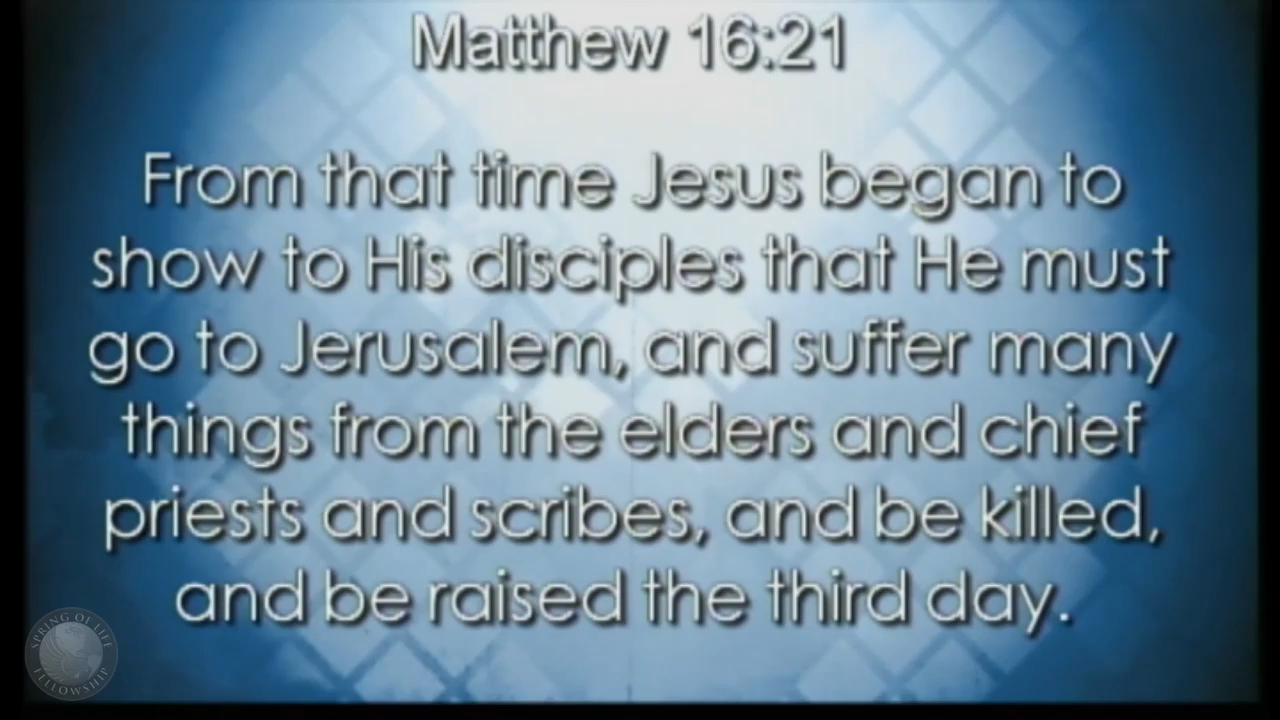 Matthew 16:21
From that time Jesus began to
show to His disciples that He must
go to Jerusalem, and suffer many
things from the elders and chief
priests and scribes, and be killed,
and be raised the third day.
SPRING OF LIFE
FELLOWSHIP